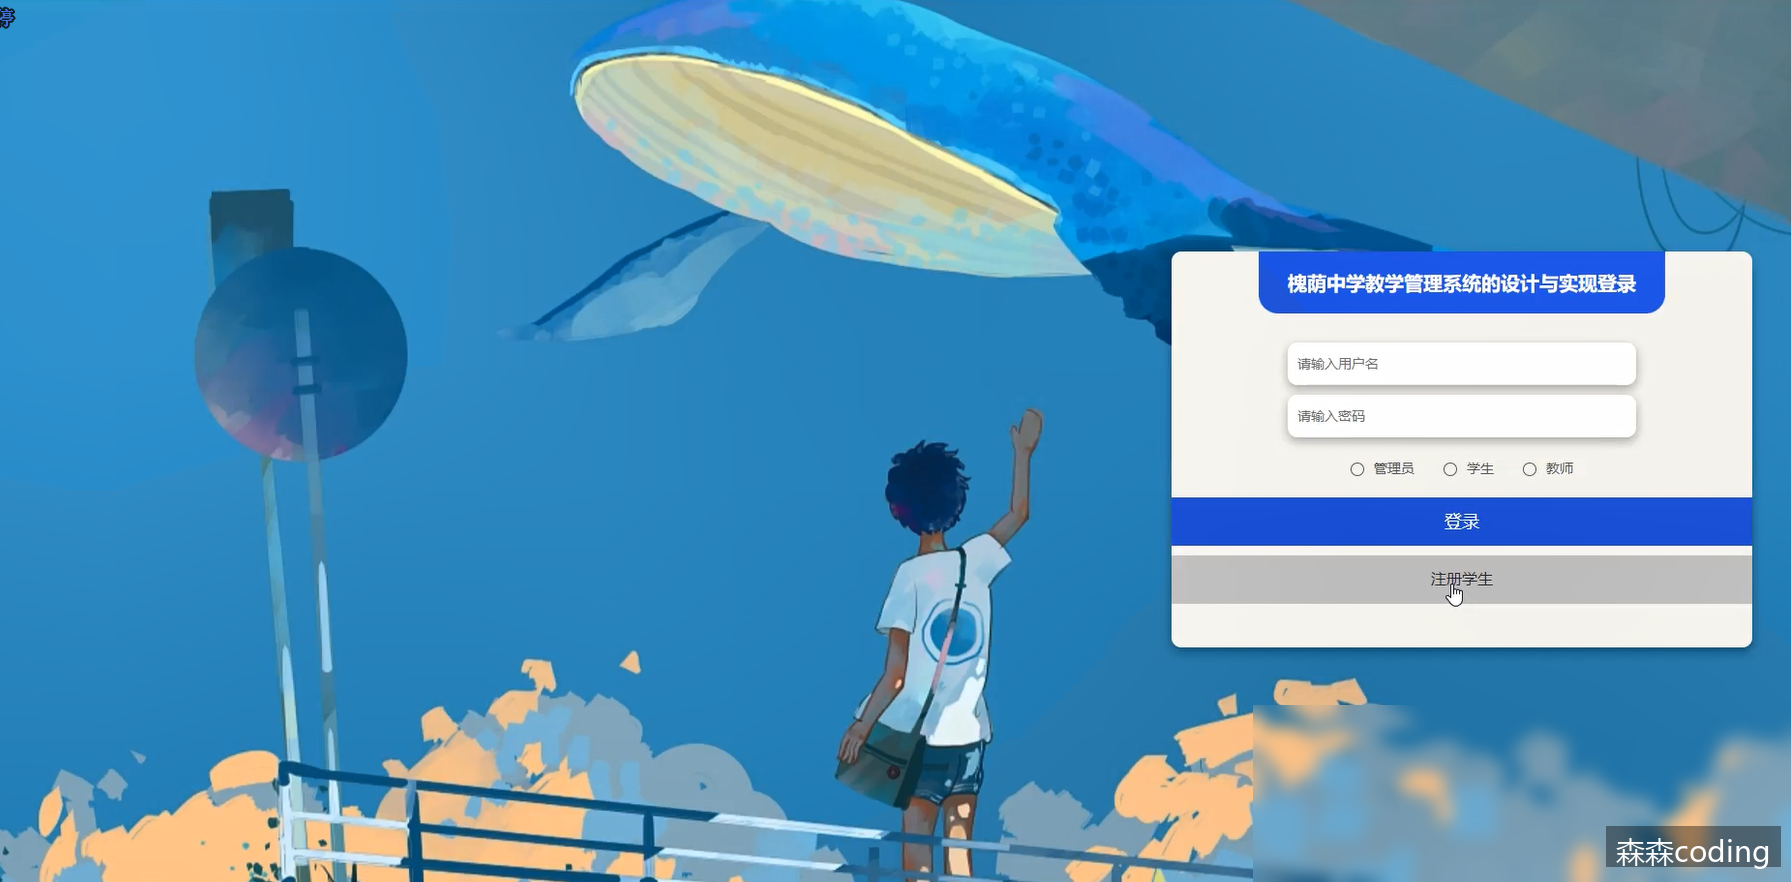 停
槐荫中学教学管理系统的设计与实现登录
请输入用户名
请输入密码
管理员 学生 教师
登录
注册学生
森森coding